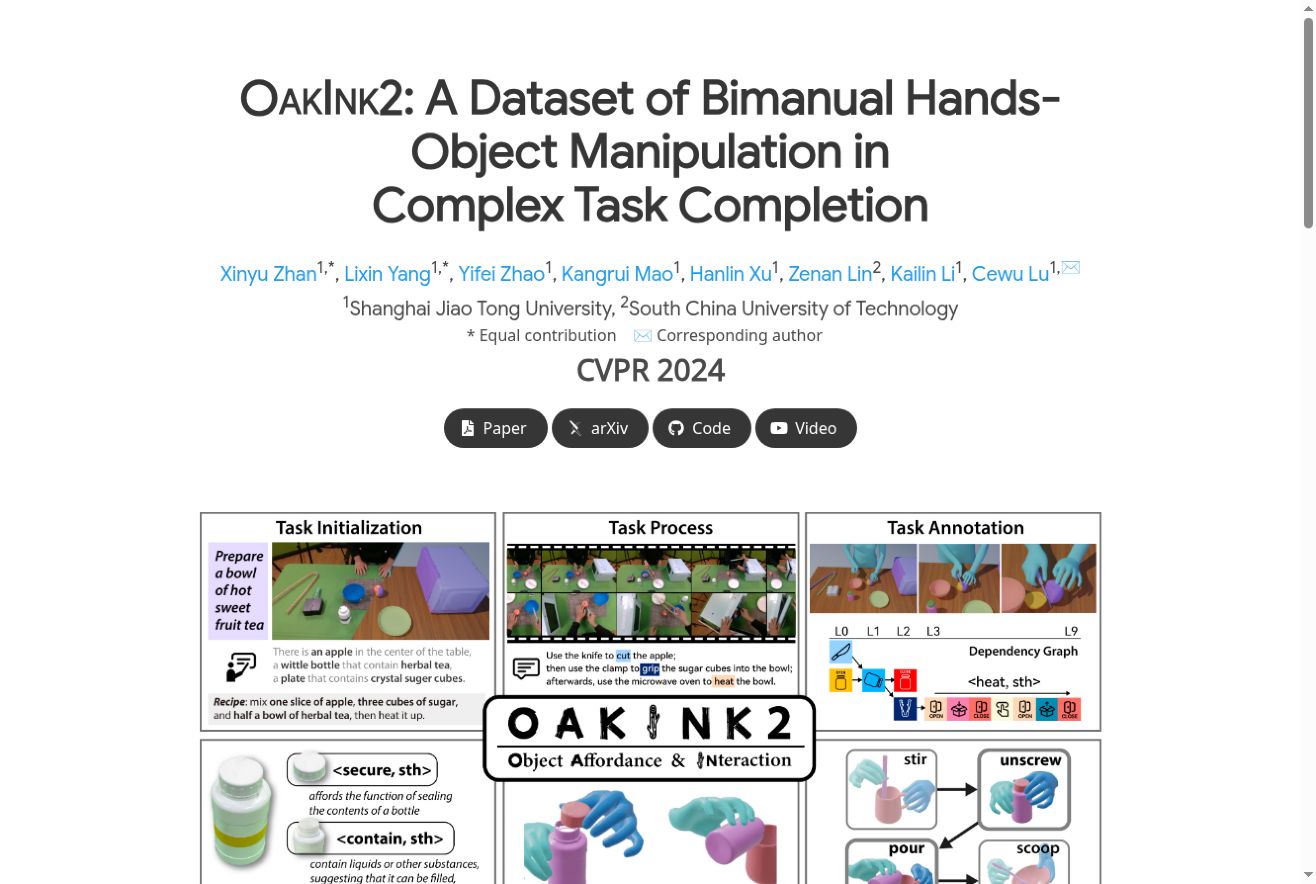 OakInk2: A Dataset of Bimanual Hands-
Object Manipulation in
Complex Task Completion
Xinyu Zhan1,*, Lixin Yang1,*, Yifei Zhao1, Kangrui Mao1, Hanlin Xu1, Zenan Lin2, Kailin Li1, Cewu Lu1,✉️
1Shanghai Jiao Tong University, 2South China University of Technology
* Equal contribution ✉️ Corresponding author
CVPR 2024
Paper arXiv Code Video
Task Initialization
Prepare
a bowl
of hot
sweet
fruit tea
There is an apple in the center of the table,
a wittle bottle that contain herbal tea,
a plate that contains crystal suger cubes.
Recipe: mix one slice of apple, three cubes of sugar,
and half a bowl of herbal tea, then heat it up.
Task Process
Use the knife to cut the apple;
then use the clamp to grip the sugar cubes into the bowl;
afterwards, use the microwave oven to heat the bowl.
Task Annotation
L0 L1 L2 L3 L9
Dependency Graph
<heat, sth>
OPEN CLOSE OPEN CLOSE
OAKINK2
Object Affordance & INteraction
<secure, sth>
affords the function of sealing
the contents of a bottle
<contain, sth>
contain liquids or other substances,
suggesting that it can be filled,
stir
unscrew
pour
scoop